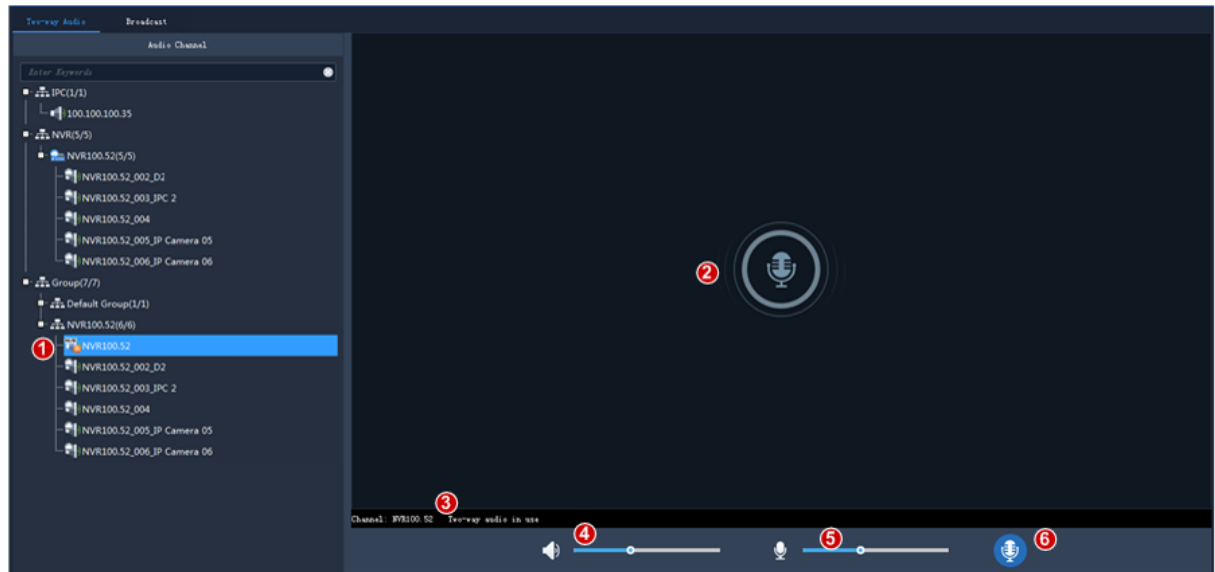 Two-way Audio
Broadcast
Audio Channel
Enter Keywords
IPC(1/1)
100.100.100.35
NVR(5/5)
NVR100.52(5/5)
NVR100.52_002_D2
NVR100.52_003_IPC 2
NVR100.52_004
NVR100.52_005_IP Camera 05
NVR100.52_006_IP Camera 06
Group(7/7)
Default Group(1/1)
NVR100.52(6/6)
1
NVR100.52
NVR100.52_002_D2
NVR100.52_003_IPC 2
NVR100.52_004
NVR100.52_005_IP Camera 05
NVR100.52_006_IP Camera 06
2
3
Channel: NVR100.52 Two-way audio in use
4
5
6